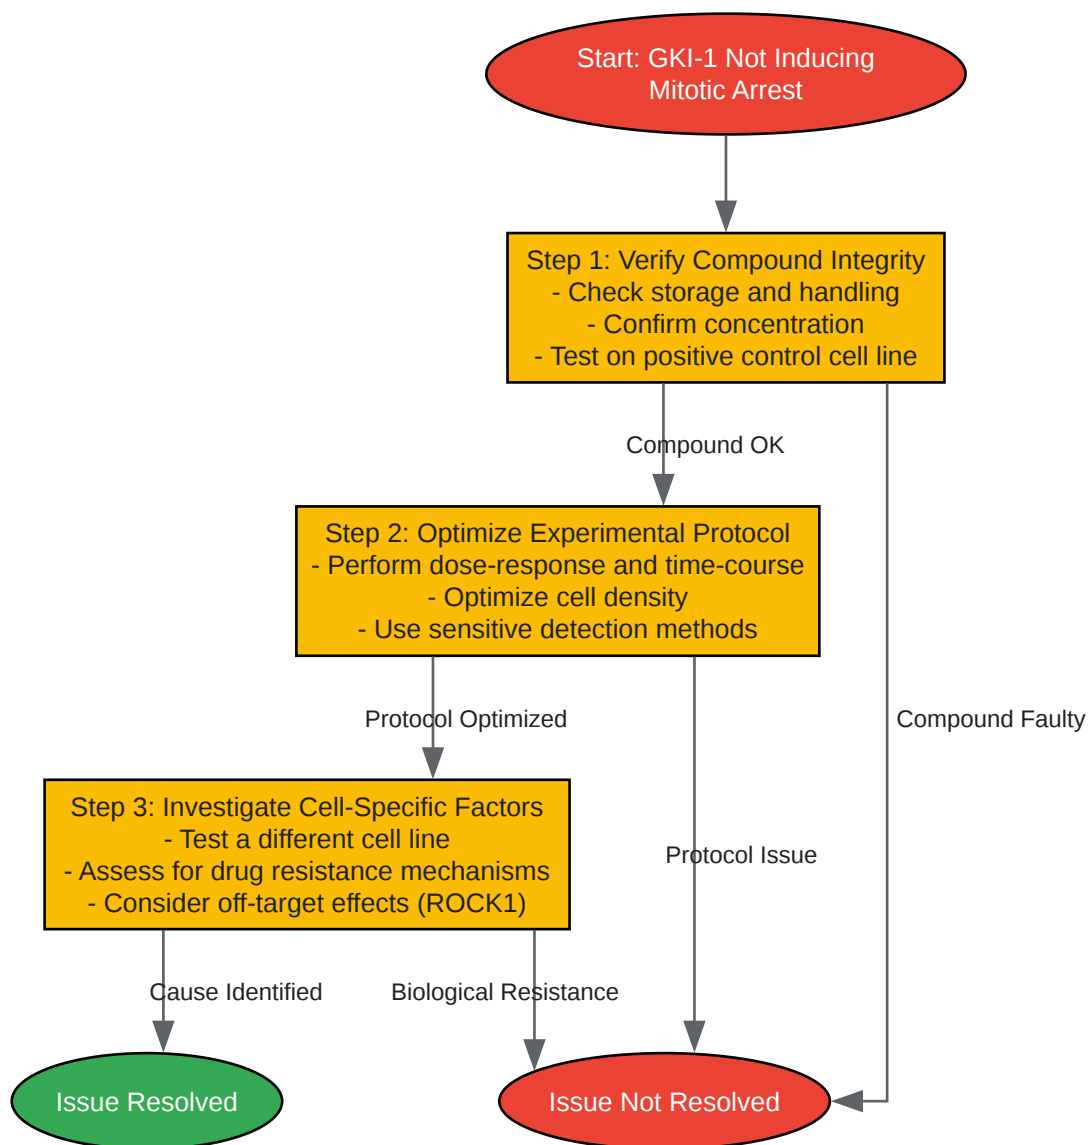 Start: GKI-1 Not Inducing
Mitotic Arrest
Step 1: Verify Compound Integrity
- Check storage and handling
- Confirm concentration
- Test on positive control cell line
Compound OK
Step 2: Optimize Experimental Protocol
- Perform dose-response and time-course
- Optimize cell density
- Use sensitive detection methods
Protocol Optimized
Compound Faulty
Step 3: Investigate Cell-Specific Factors
- Test a different cell line
- Assess for drug resistance mechanisms
- Consider off-target effects (ROCK1)
Protocol Issue
Cause Identified
Biological Resistance
Issue Resolved
Issue Not Resolved